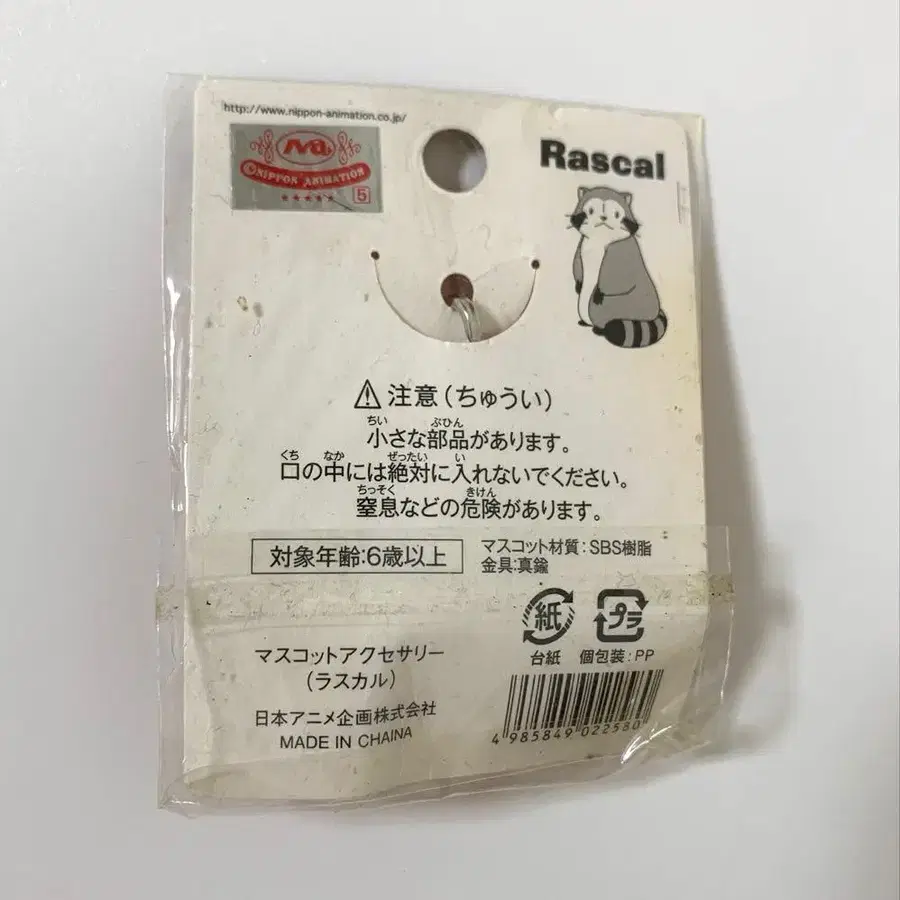 http://www.nippon-animation.co.jp/
na
©NIPPON ANIMATION
★★★★★ 5
Rascal
⚠注意(ちゅうい)
ちい ぶひん
小さな部品があります。
くち なか ぜったい い
口の中には絶対に入れないでください。
ちっそく きけん
窒息などの危険があります。
対象年齢:6歳以上
マスコット材質:SBS樹脂
金具:真鍮
紙 プラ
台紙 個包装:PP
マスコットアクセサリー
(ラスカル)
日本アニメ企画株式会社
MADE IN CHAINA
4 985849 022580